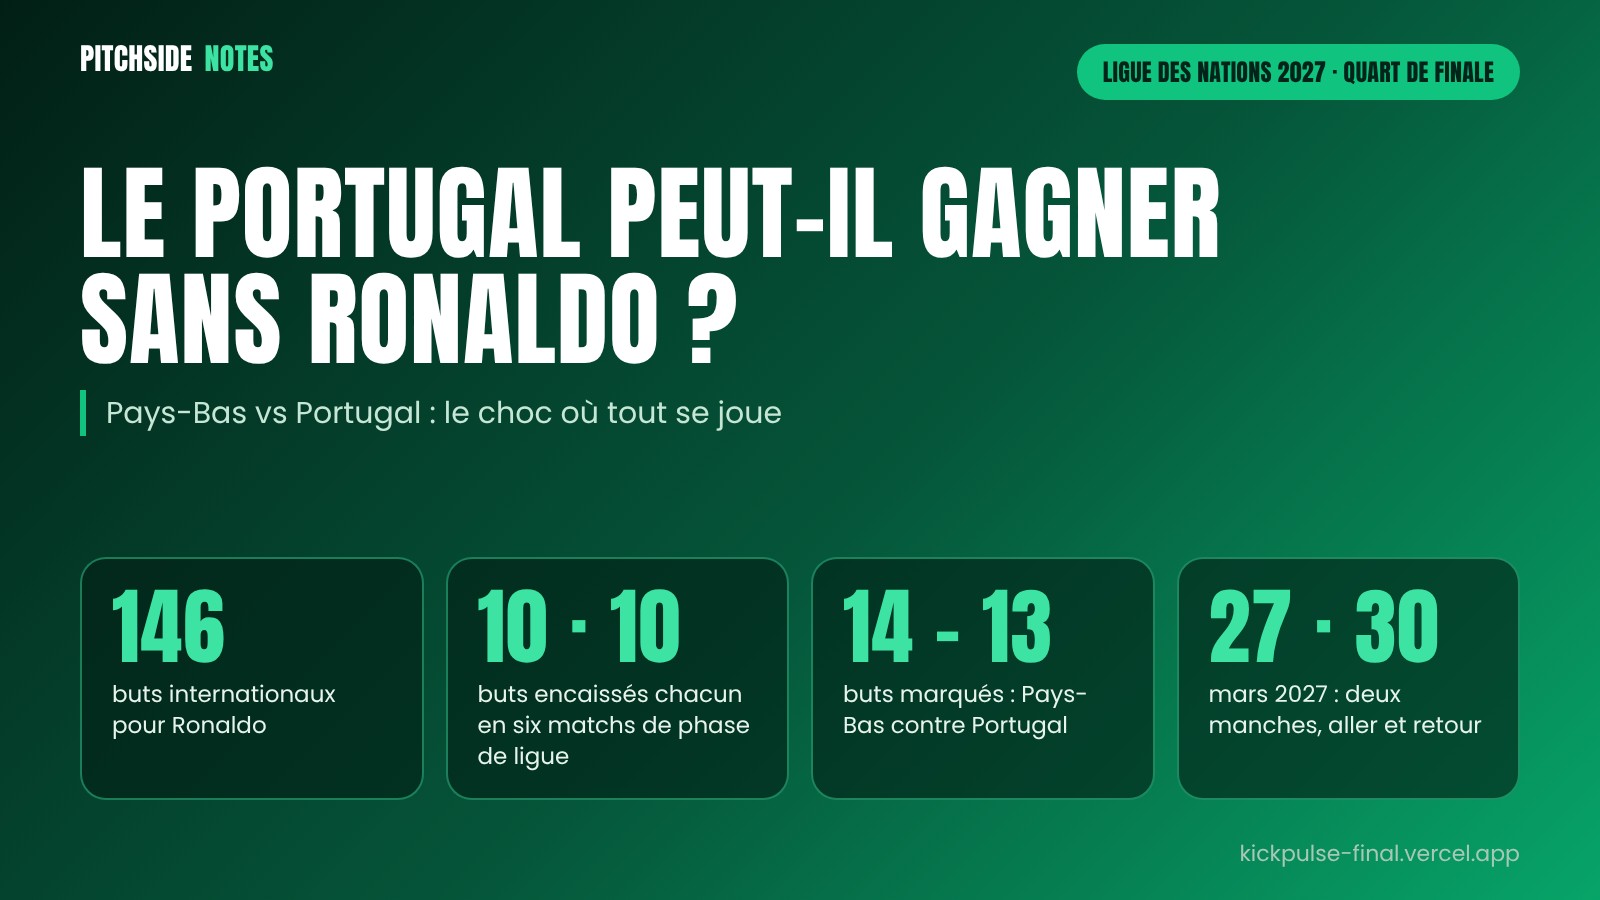 PITCHSIDE NOTES
LIGUE DES NATIONS 2027 · QUART DE FINALE
LE PORTUGAL PEUT-IL GAGNER
SANS RONALDO ?
Pays-Bas vs Portugal : le choc où tout se joue
146
buts internationaux
pour Ronaldo
10 · 10
buts encaissés chacun
en six matchs de phase
de ligue
14 - 13
buts marqués : Pays-
Bas contre Portugal
27 · 30
mars 2027 : deux
manches, aller et retour
kickpulse-final.vercel.app